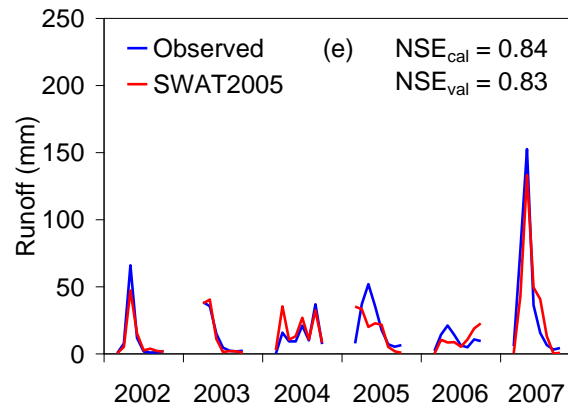 250
200
150
100
50
0
Runoff (mm)
Observed
SWAT2005
(e)
NSEcal = 0.84
NSEval = 0.83
2002 2003 2004 2005 2006 2007